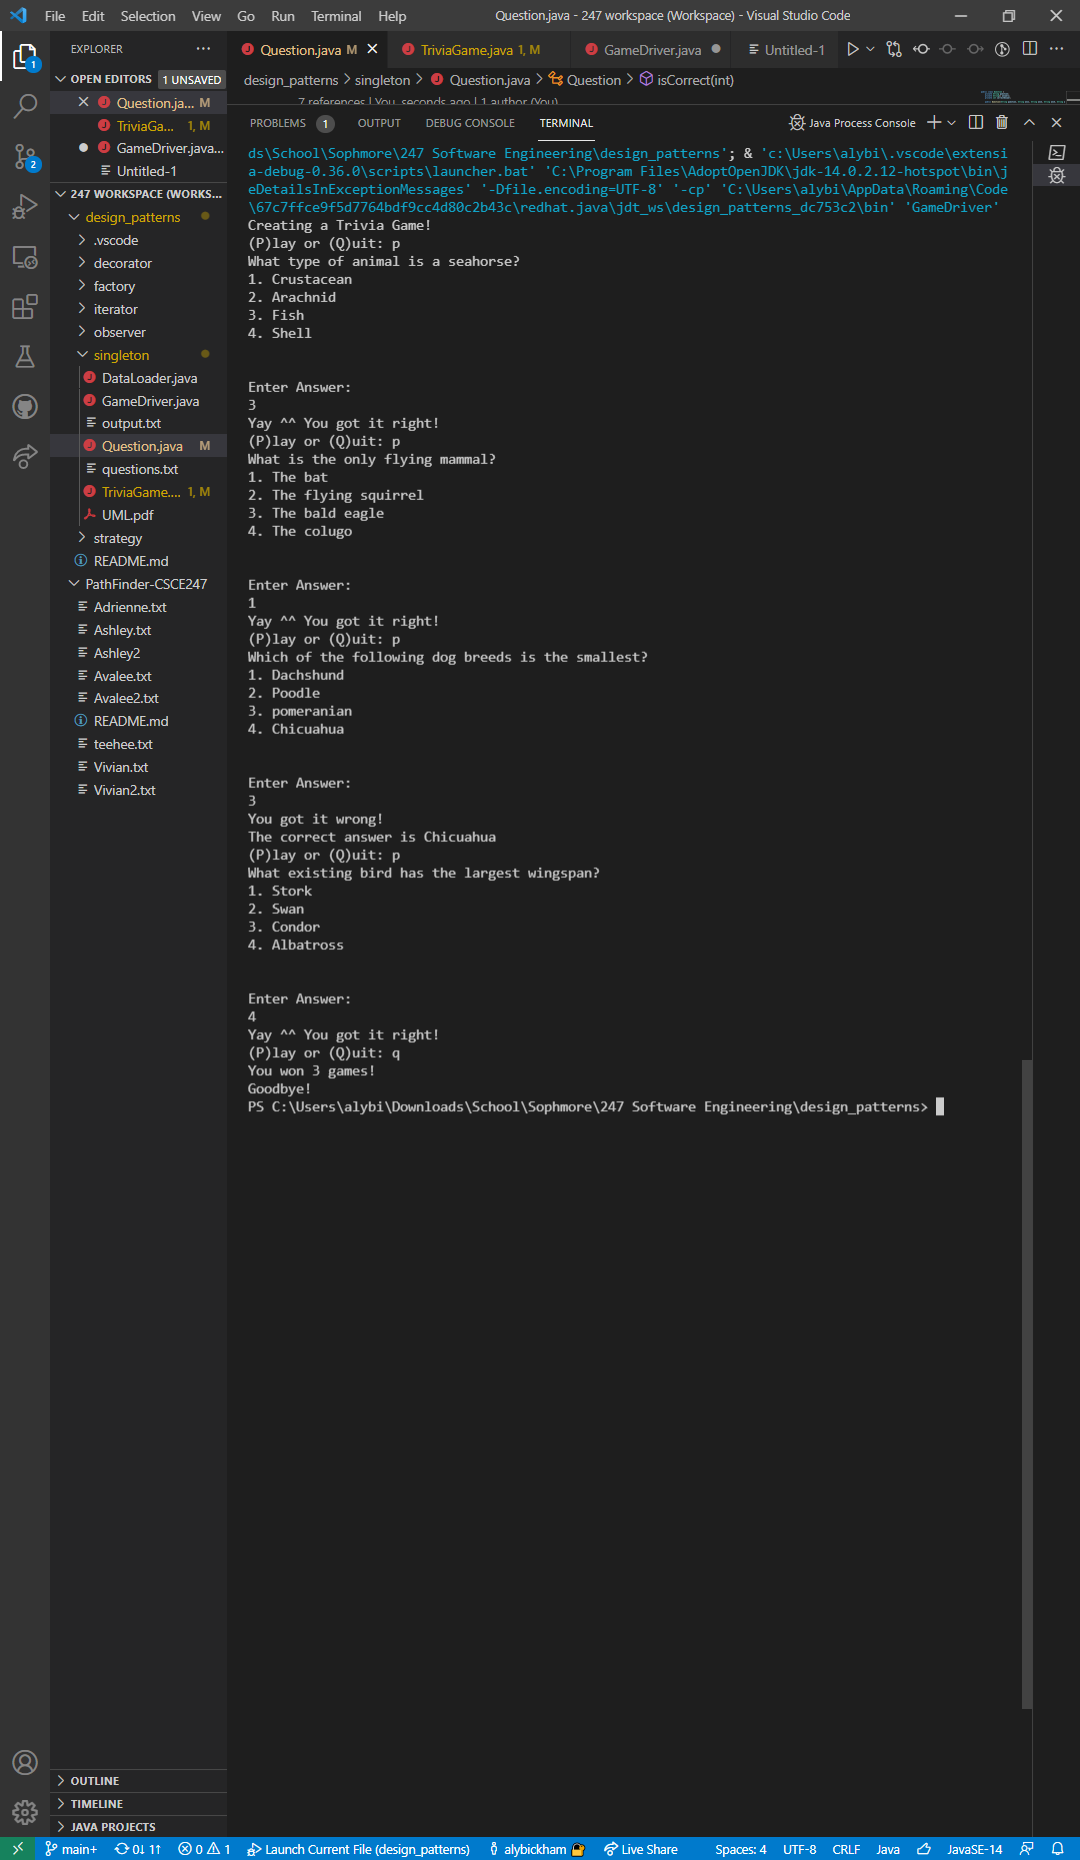 File Edit Selection View Go Run Terminal Help Question.java - 247 workspace (Workspace) - Visual Studio Code
EXPLORER
Question.java M
TriviaGame.java 1, M
GameDriver.java
Untitled-1
OPEN EDITORS 1 UNSAVED
design_patterns > singleton > Question.java > Question > isCorrect(int)
Question.ja... M
7 references | You, seconds ago | 1 author (You)
TriviaGa... 1, M
GameDriver.java...
Untitled-1
PROBLEMS 1 OUTPUT DEBUG CONSOLE TERMINAL Java Process Console
247 WORKSPACE (WORKS...
design_patterns
.vscode
decorator
factory
iterator
observer
singleton
DataLoader.java
GameDriver.java
output.txt
Question.java M
questions.txt
TriviaGame.... 1, M
UML.pdf
strategy
README.md
PathFinder-CSCE247
Adrienne.txt
Ashley.txt
Ashley2
Avalee.txt
Avalee2.txt
README.md
teehee.txt
Vivian.txt
Vivian2.txt
ds\School\Sophmore\247 Software Engineering\design_patterns'; & 'c:\Users\alybi\.vscode\extensi
a-debug-0.36.0\scripts\launcher.bat' 'C:\Program Files\AdoptOpenJDK\jdk-14.0.2.12-hotspot\bin\j
eDetailsInExceptionMessages' '-Dfile.encoding=UTF-8' '-cp' 'C:\Users\alybi\AppData\Roaming\Code
\67c7ffce9f5d7764bdf9cc4d80c2b43c\redhat.java\jdt_ws\design_patterns_dc753c2\bin' 'GameDriver'
Creating a Trivia Game!
(P)lay or (Q)uit: p
What type of animal is a seahorse?
1. Crustacean
2. Arachnid
3. Fish
4. Shell
Enter Answer:
3
Yay ^^ You got it right!
(P)lay or (Q)uit: p
What is the only flying mammal?
1. The bat
2. The flying squirrel
3. The bald eagle
4. The colugo
Enter Answer:
1
Yay ^^ You got it right!
(P)lay or (Q)uit: p
Which of the following dog breeds is the smallest?
1. Dachshund
2. Poodle
3. pomeranian
4. Chicuahua
Enter Answer:
3
You got it wrong!
The correct answer is Chicuahua
(P)lay or (Q)uit: p
What existing bird has the largest wingspan?
1. Stork
2. Swan
3. Condor
4. Albatross
Enter Answer:
4
Yay ^^ You got it right!
(P)lay or (Q)uit: q
You won 3 games!
Goodbye!
PS C:\Users\alybi\Downloads\School\Sophmore\247 Software Engineering\design_patterns>
OUTLINE
TIMELINE
JAVA PROJECTS
main+ 0↓ 1↑ 0 1 Launch Current File (design_patterns) alybickham Live Share Spaces: 4 UTF-8 CRLF Java JavaSE-14